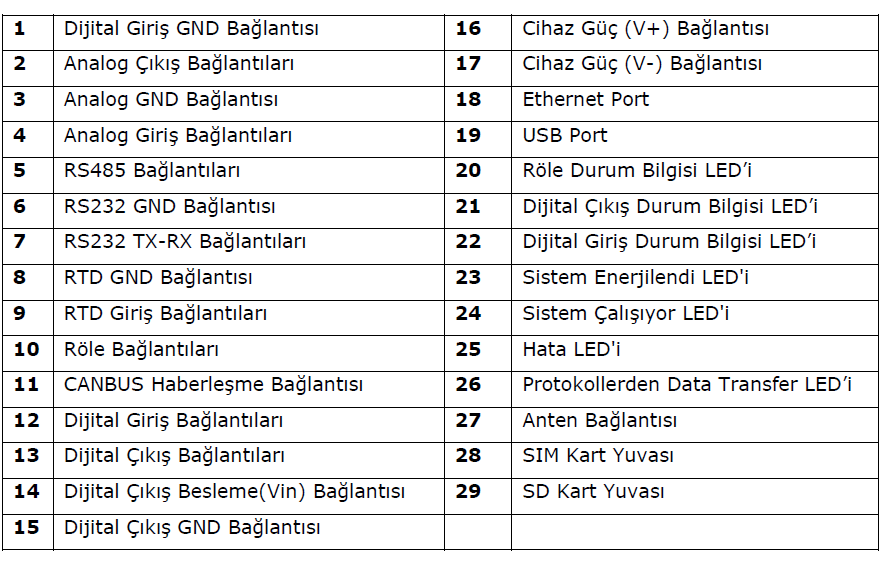 1 Dijital Giriş GND Bağlantısı 16 Cihaz Güç (V+) Bağlantısı
2 Analog Çıkış Bağlantıları 17 Cihaz Güç (V-) Bağlantısı
3 Analog GND Bağlantısı 18 Ethernet Port
4 Analog Giriş Bağlantıları 19 USB Port
5 RS485 Bağlantıları 20 Röle Durum Bilgisi LED’i
6 RS232 GND Bağlantısı 21 Dijital Çıkış Durum Bilgisi LED’i
7 RS232 TX-RX Bağlantıları 22 Dijital Giriş Durum Bilgisi LED’i
8 RTD GND Bağlantısı 23 Sistem Enerjilendi LED'i
9 RTD Giriş Bağlantıları 24 Sistem Çalışıyor LED'i
10 Röle Bağlantıları 25 Hata LED'i
11 CANBUS Haberleşme Bağlantısı 26 Protokollerden Data Transfer LED’i
12 Dijital Giriş Bağlantıları 27 Anten Bağlantısı
13 Dijital Çıkış Bağlantıları 28 SIM Kart Yuvası
14 Dijital Çıkış Besleme(Vin) Bağlantısı 29 SD Kart Yuvası
15 Dijital Çıkış GND Bağlantısı